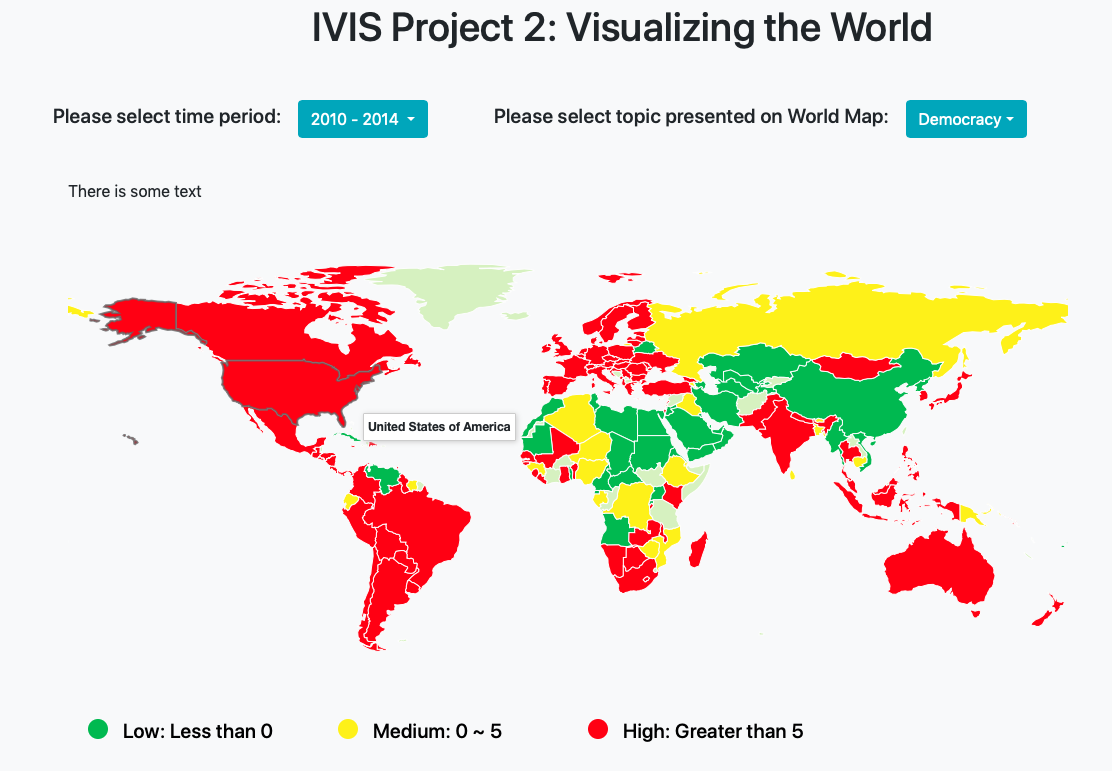 IVIS Project 2: Visualizing the World
Please select time period: 2010 - 2014 Please select topic presented on World Map: Democracy
There is some text
United States of America
Low: Less than 0 Medium: 0 ~ 5 High: Greater than 5